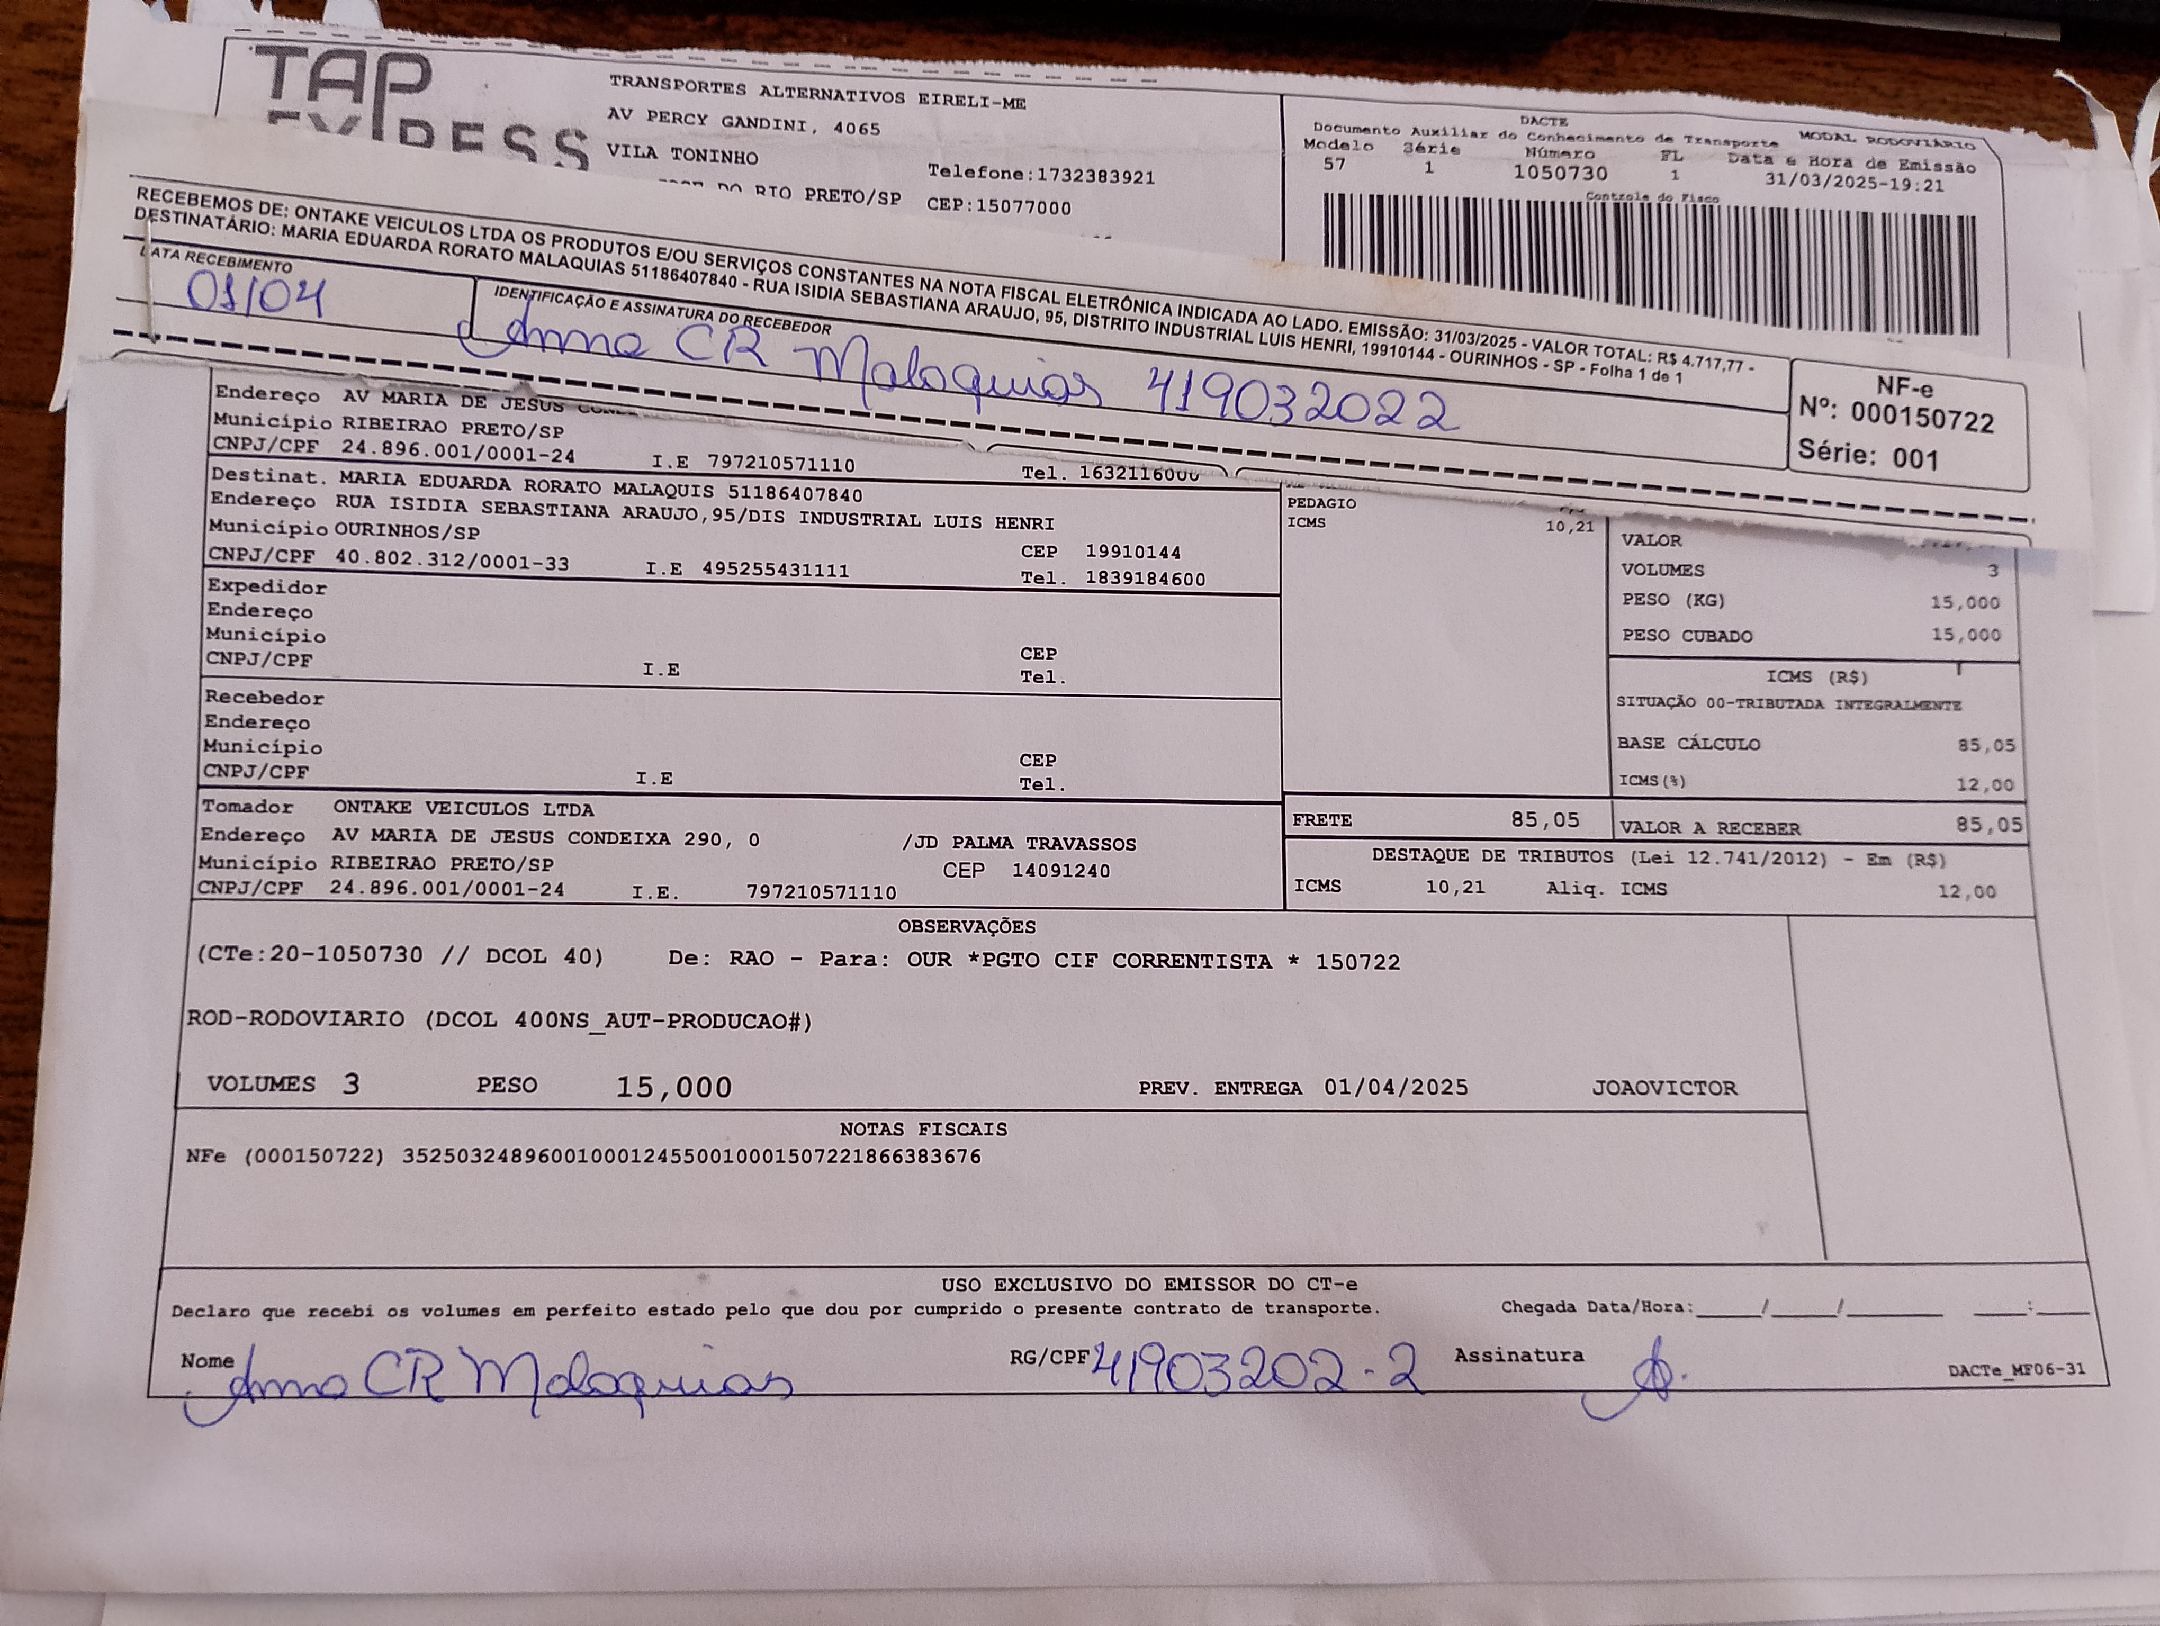 TAP
EXPRESS
TRANSPORTES ALTERNATIVOS EIRELI-ME
AV PERCY GANDINI, 4065
VILA TONINHO
DO RIO PRETO/SP
Telefone:1732383921
CEP:15077000
DACTE
Documento Auxiliar do Conhecimento de Transporte MODAL RODOVIÁRIO
Modelo Série Número FL Data e Hora de Emissão
57 1 1050730 1 31/03/2025-19:21
Controle do Fisco
RECEBEMOS DE: ONTAKE VEICULOS LTDA OS PRODUTOS E/OU SERVIÇOS CONSTANTES NA NOTA FISCAL ELETRÔNICA INDICADA AO LADO. EMISSÃO: 31/03/2025 - VALOR TOTAL: R$ 4.717,77 -
DESTINATÁRIO: MARIA EDUARDA RORATO MALAQUIAS 51186407840 - RUA ISIDIA SEBASTIANA ARAUJO, 95, DISTRITO INDUSTRIAL LUIS HENRI, 19910144 - OURINHOS - SP - Folha 1 de 1
DATA RECEBIMENTO
01/04
IDENTIFICAÇÃO E ASSINATURA DO RECEBEDOR
Anna CR Malaquias 419032022
NF-e
Nº: 000150722
Série: 001
Endereço AV MARIA DE JESUS
Município RIBEIRAO PRETO/SP
CNPJ/CPF 24.896.001/0001-24 I.E 797210571110 Tel. 1632116000
Destinat. MARIA EDUARDA RORATO MALAQUIS 51186407840
Endereço RUA ISIDIA SEBASTIANA ARAUJO,95/DIS INDUSTRIAL LUIS HENRI
Município OURINHOS/SP CEP 19910144
CNPJ/CPF 40.802.312/0001-33 I.E 495255431111 Tel. 1839184600
Expedidor
Endereço
Município CEP
CNPJ/CPF I.E Tel.
Recebedor
Endereço
Município CEP
CNPJ/CPF I.E Tel.
Tomador ONTAKE VEICULOS LTDA
Endereço AV MARIA DE JESUS CONDEIXA 290, 0 /JD PALMA TRAVASSOS
Município RIBEIRAO PRETO/SP CEP 14091240
CNPJ/CPF 24.896.001/0001-24 I.E. 797210571110
PEDAGIO
ICMS 10,21
VALOR
VOLUMES 3
PESO (KG) 15,000
PESO CUBADO 15,000
ICMS (R$)
SITUAÇÃO 00-TRIBUTADA INTEGRALMENTE
BASE CÁLCULO 85,05
ICMS(%) 12,00
FRETE 85,05 VALOR A RECEBER 85,05
DESTAQUE DE TRIBUTOS (Lei 12.741/2012) - Em (R$)
ICMS 10,21 Aliq. ICMS 12,00
OBSERVAÇÕES
(CTe:20-1050730 // DCOL 40) De: RAO - Para: OUR *PGTO CIF CORRENTISTA * 150722
ROD-RODOVIARIO (DCOL 400NS_AUT-PRODUCAO#)
VOLUMES 3 PESO 15,000 PREV. ENTREGA 01/04/2025 JOAOVICTOR
NOTAS FISCAIS
NFe (000150722) 35250324896001000124550010001507221866383676
USO EXCLUSIVO DO EMISSOR DO CT-e
Declaro que recebi os volumes em perfeito estado pelo que dou por cumprido o presente contrato de transporte. Chegada Data/Hora:____/____/____ ___:___
Nome Anna CR Malaquias RG/CPF 41903202-2 Assinatura A. DACTe_MF06-31